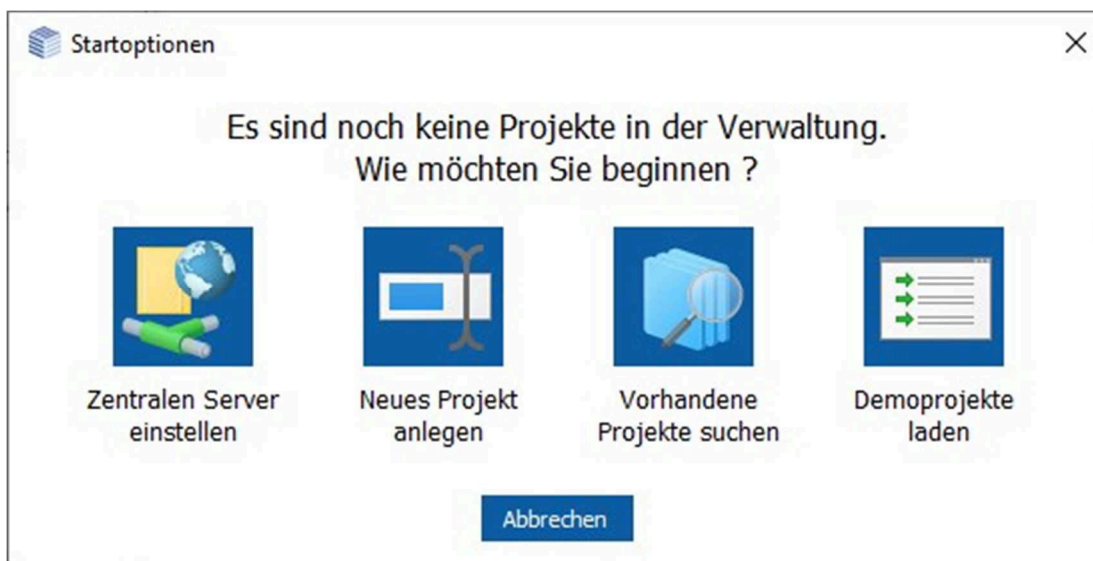 Startoptionen
Es sind noch keine Projekte in der Verwaltung.
Wie möchten Sie beginnen ?
Zentralen Server
einstellen
Neues Projekt
anlegen
Vorhandene
Projekte suchen
Demoprojekte
laden
Abbrechen